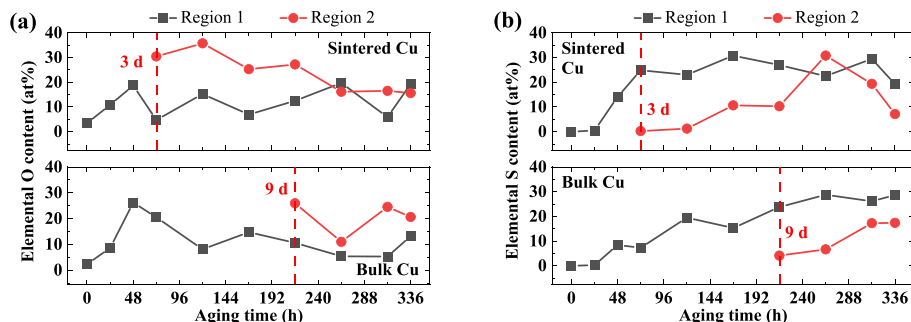 (a)
Region 1
Region 2
40
30
20
10
0
3 d
Sintered Cu
40
30
20
10
0
9 d
Bulk Cu
Elemental O content (at%)
0 48 96 144 192 240 288 336
Aging time (h)
(b)
Region 1
Region 2
40
30
20
10
0
Sintered
Cu
3 d
40
30
20
10
0
Bulk Cu
9 d
Elemental S content (at%)
0 48 96 144 192 240 288 336
Aging time (h)